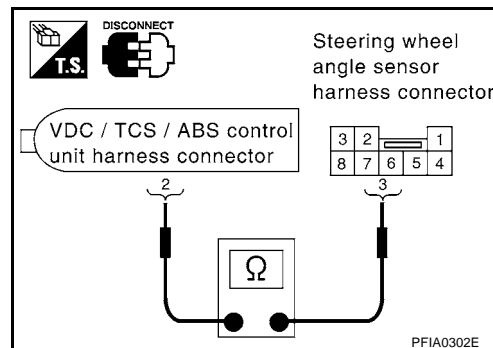 DISCONNECT
T.S.
Steering wheel
angle sensor
harness connector
VDC / TCS / ABS control
unit harness connector
3 2 1
8 7 6 5 4
2
3
Ω
PFIA0302E